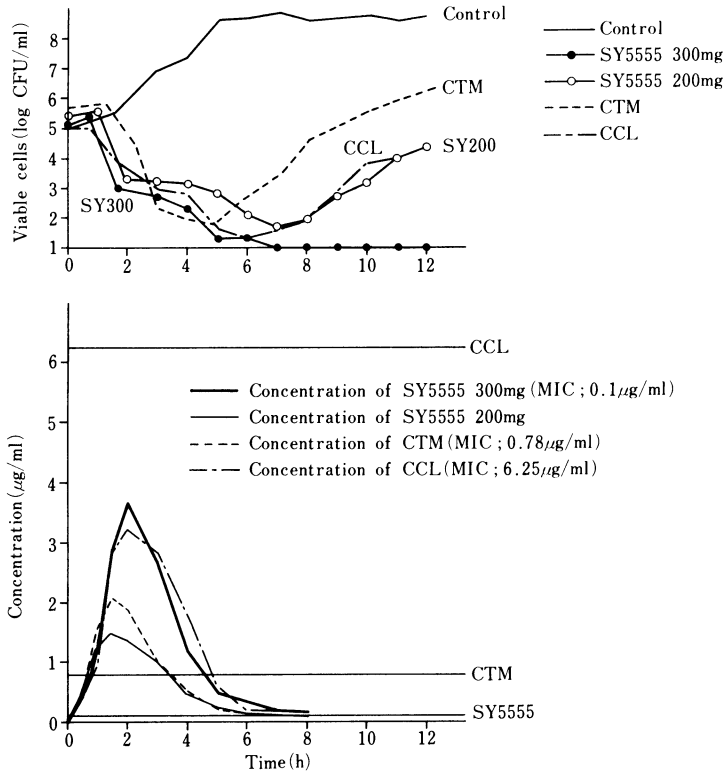 Viable cells (log CFU/ml)
8
7
6
5
4
3
2
1
0
2
4
6
8
10
12
Control
CTM
CCL
SY200
SY300
Control
SY5555 300mg
SY5555 200mg
CTM
CCL
Concentration (μg/ml)
6
5
4
3
2
1
0
CCL
Concentration of SY5555 300mg (MIC ; 0.1μg/ml)
Concentration of SY5555 200mg
Concentration of CTM (MIC ; 0.78μg/ml)
Concentration of CCL (MIC ; 6.25μg/ml)
CTM
SY5555
0
2
4
6
8
10
12
Time (h)